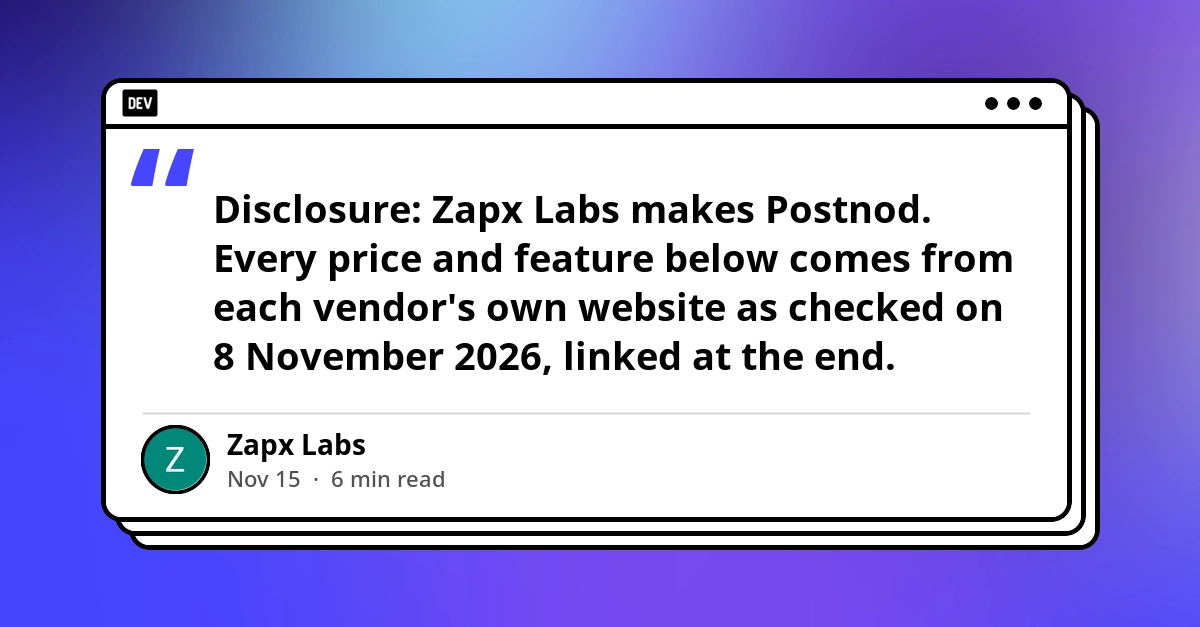 DEV
Disclosure: Zapx Labs makes Postnod.
Every price and feature below comes from
each vendor's own website as checked on
8 November 2026, linked at the end.
Z
Zapx Labs
Nov 15 · 6 min read